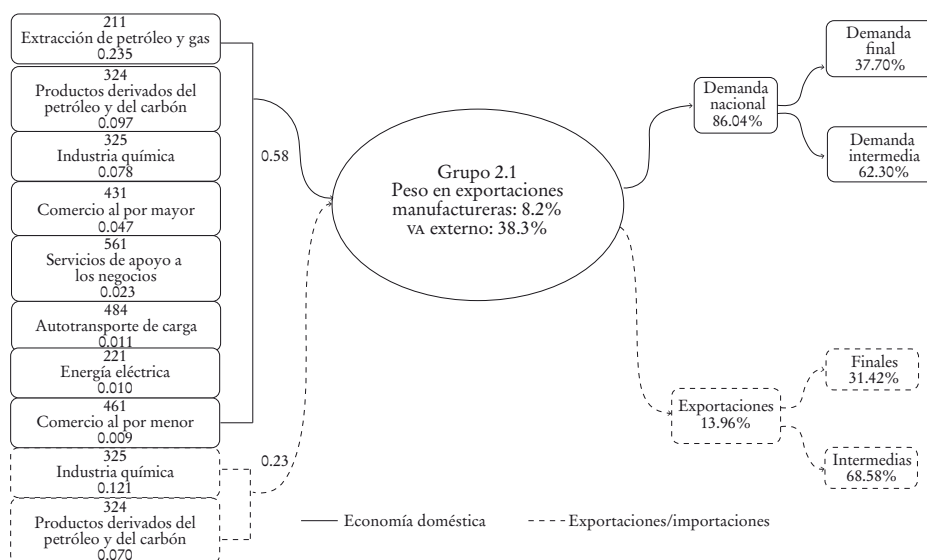 211
Extracción de petróleo y gas
0.235
324
Productos derivados del
petróleo y del carbón
0.097
325
Industria química
0.078
431
Comercio al por mayor
0.047
561
Servicios de apoyo a
los negocios
0.023
484
Autotransporte de carga
0.011
221
Energía eléctrica
0.010
461
Comercio al por menor
0.009
325
Industria química
0.121
324
Productos derivados del
petróleo y del carbón
0.070
0.58
0.23
Grupo 2.1
Peso en exportaciones
manufactureras: 8.2%
VA externo: 38.3%
Demanda
nacional
86.04%
Demanda
final
37.70%
Demanda
intermedia
62.30%
Exportaciones
13.96%
Finales
31.42%
Intermedias
68.58%
Economía doméstica
Exportaciones/importaciones